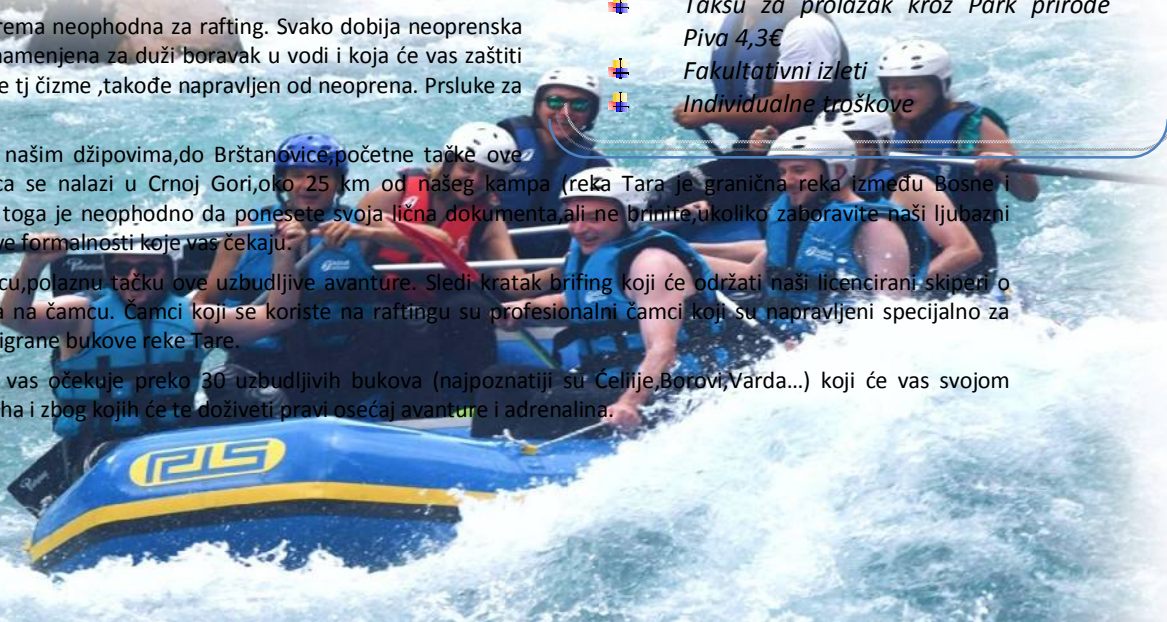 Taksu za prolazak kroz Park prirode
Piva 4,3€
Fakultativni izleti
Individualne troškove
rema neophodna za rafting. Svako dobija neoprenska
namenjena za duži boravak u vodi i koja će vas zaštiti
e tj čizme ,takođe napravljen od neoprena. Prsluke za
našim džipovima,do Brštanovice,početne tačke ove
ca se nalazi u Crnoj Gori,oko 25 km od našeg kampa (reka Tara je granična reka između Bosne i
toga je neophodno da ponesete svoja lična dokumenta,ali ne brinite,ukoliko zaboravite naši ljubazni
ve formalnosti koje vas čekaju.
cu,polaznu tačku ove uzbudljive avanture. Sledi kratak brifing koji će održati naši licencirani skiperi o
a na čamcu. Čamci koji se koriste na raftingu su profesionalni čamci koji su napravljeni specijalno za
igrane bukove reke Tare.
vas očekuje preko 30 uzbudljivih bukova (najpoznatiji su Ćeliije,Borovi,Varda…) koji će vas svojom
ha i zbog kojih će te doživeti pravi osećaj avanture i adrenalina.